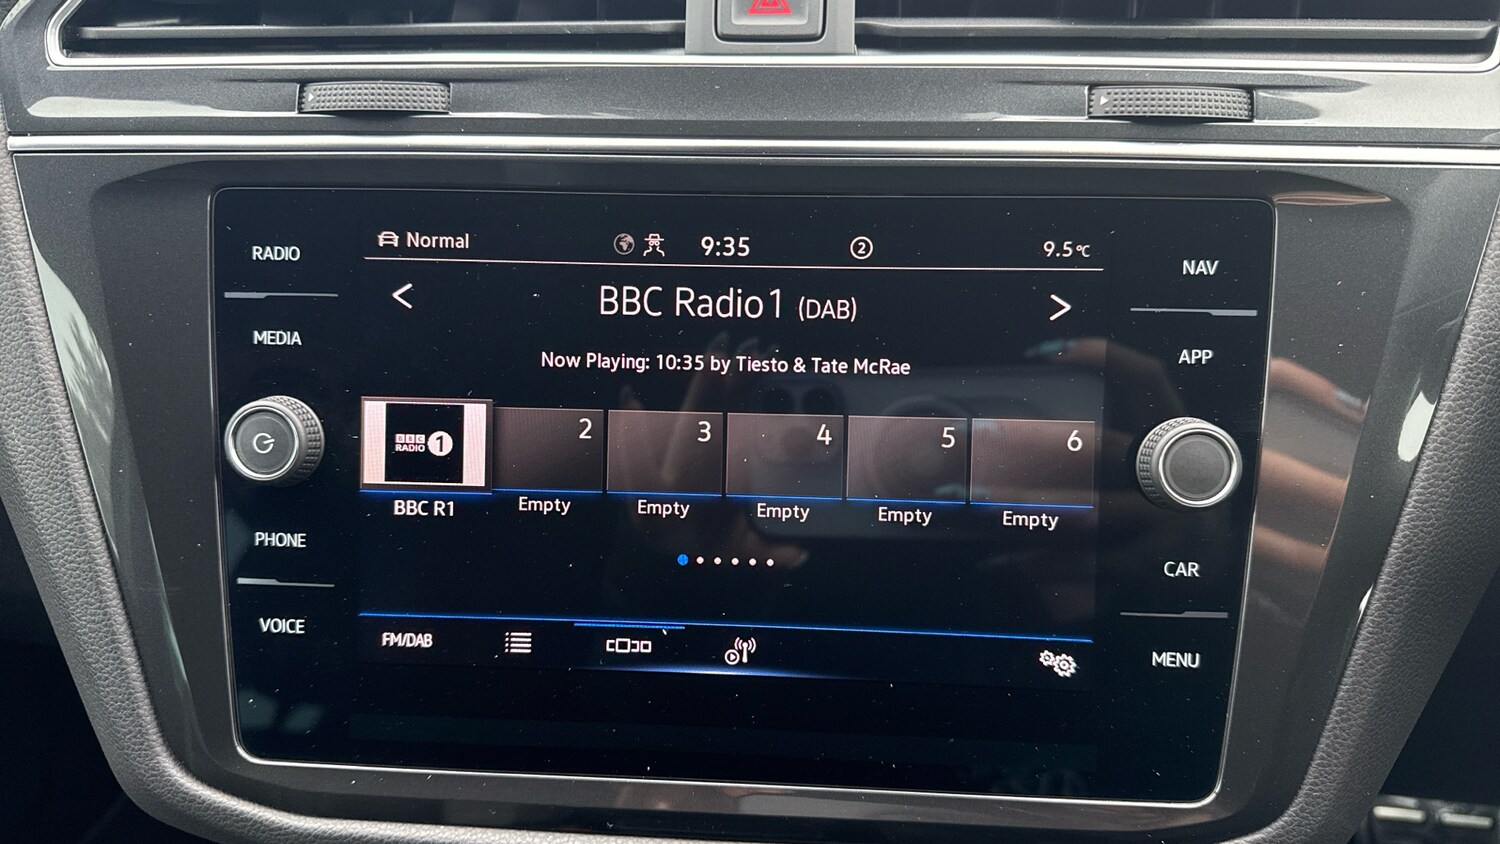 RADIO
MEDIA
PHONE
VOICE
Normal
9:35
2
9.5°C
BBC Radio1 (DAB)
Now Playing: 10:35 by Tiesto & Tate McRae
BBC
RADIO 1
2
3
4
5
6
BBC R1
Empty
Empty
Empty
Empty
Empty
FM/DAB
NAV
APP
CAR
MENU